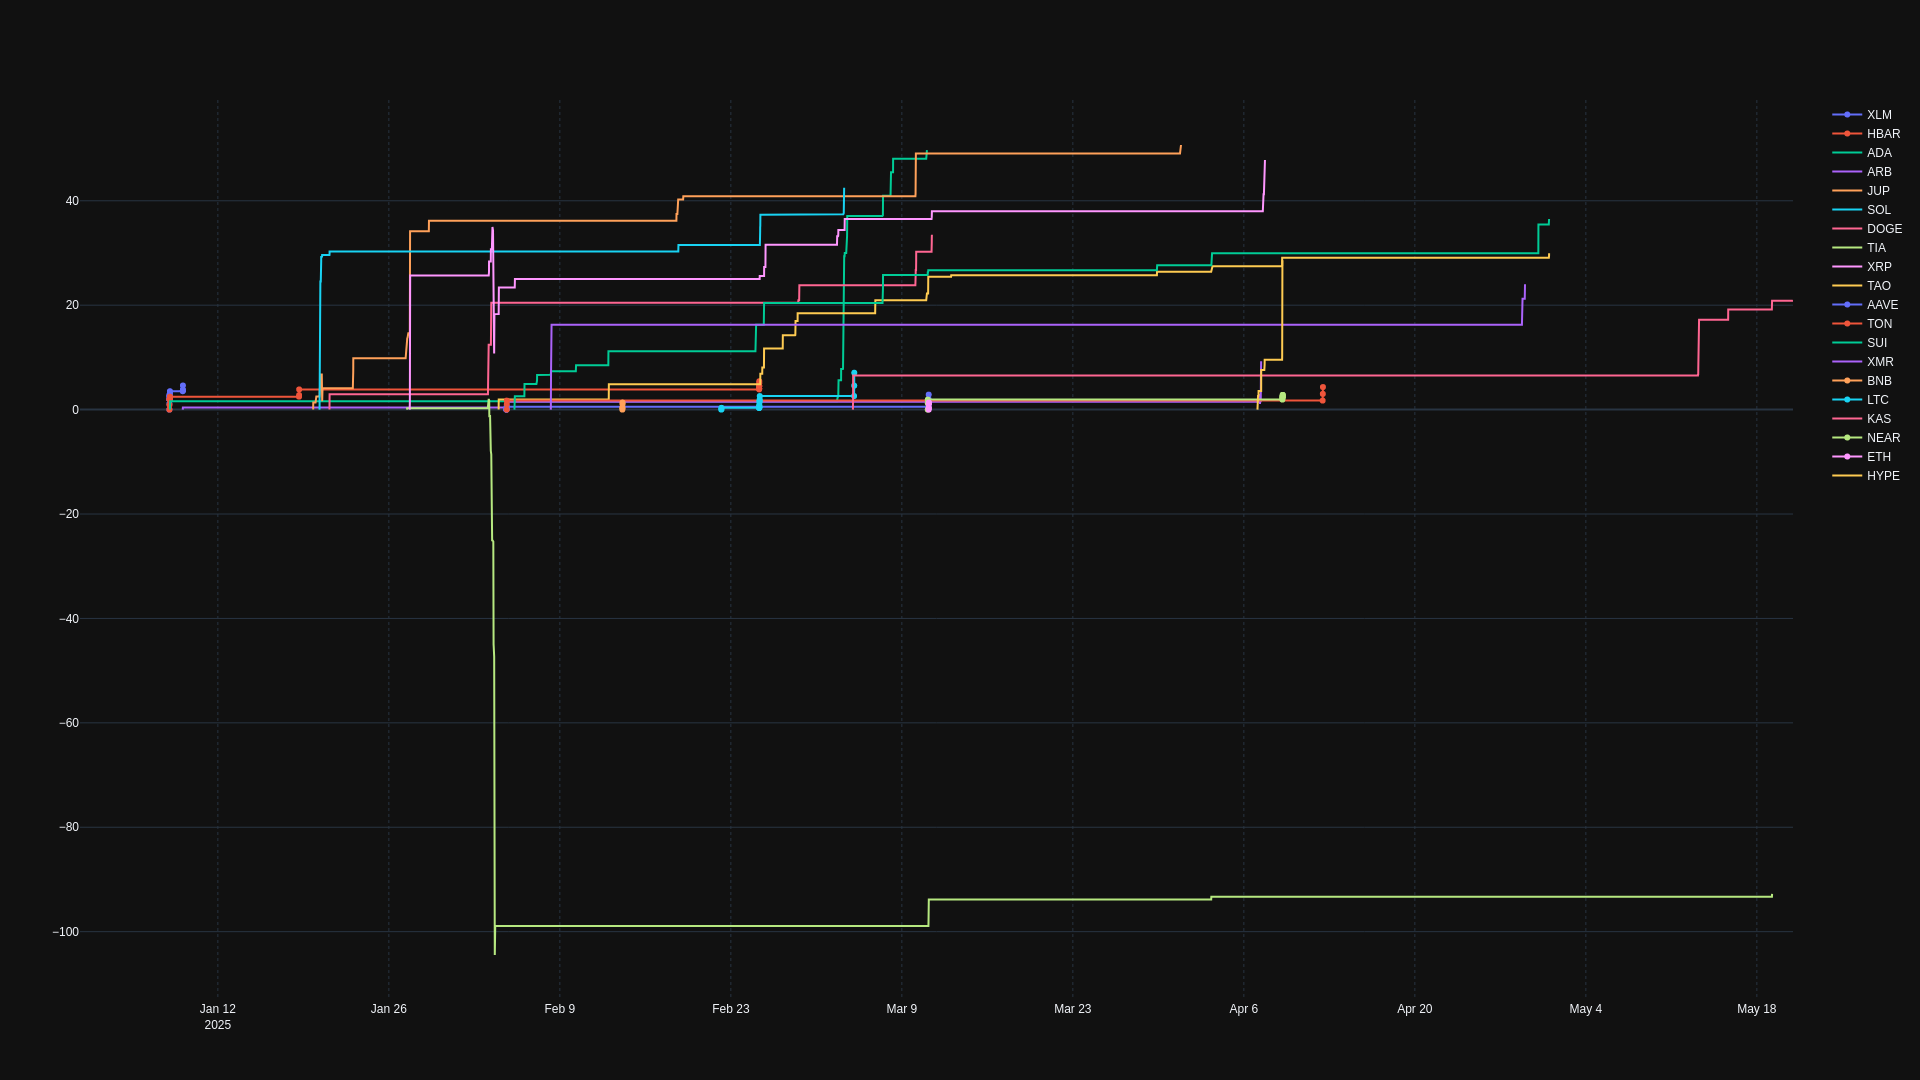 40
20
0
−20
−40
−60
−80
−100
Jan 12
2025
Jan 26
Feb 9
Feb 23
Mar 9
Mar 23
Apr 6
Apr 20
May 4
May 18
XLM
HBAR
ADA
ARB
JUP
SOL
DOGE
TIA
XRP
TAO
AAVE
TON
SUI
XMR
BNB
LTC
KAS
NEAR
ETH
HYPE